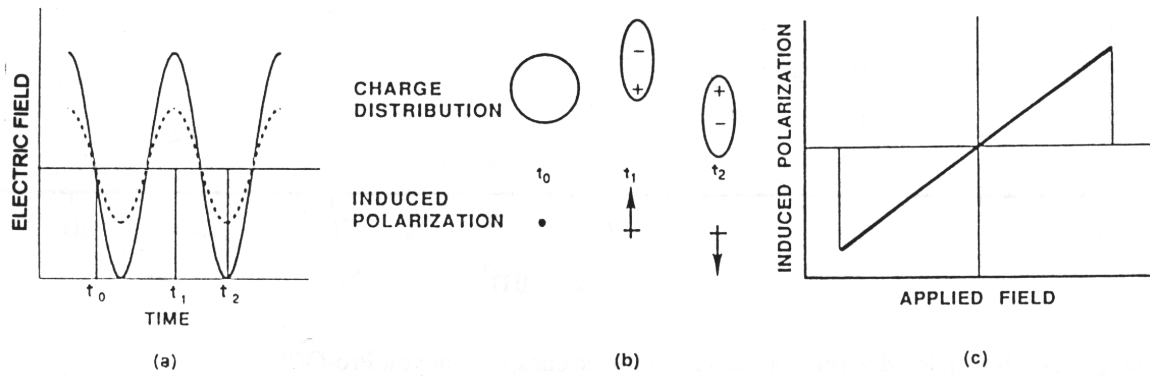 ELECTRIC FIELD
t0 t1 t2
TIME
(a)
CHARGE
DISTRIBUTION
−
+
+
−
t0 t1 t2
INDUCED
POLARIZATION
(b)
INDUCED POLARIZATION
APPLIED FIELD
(c)